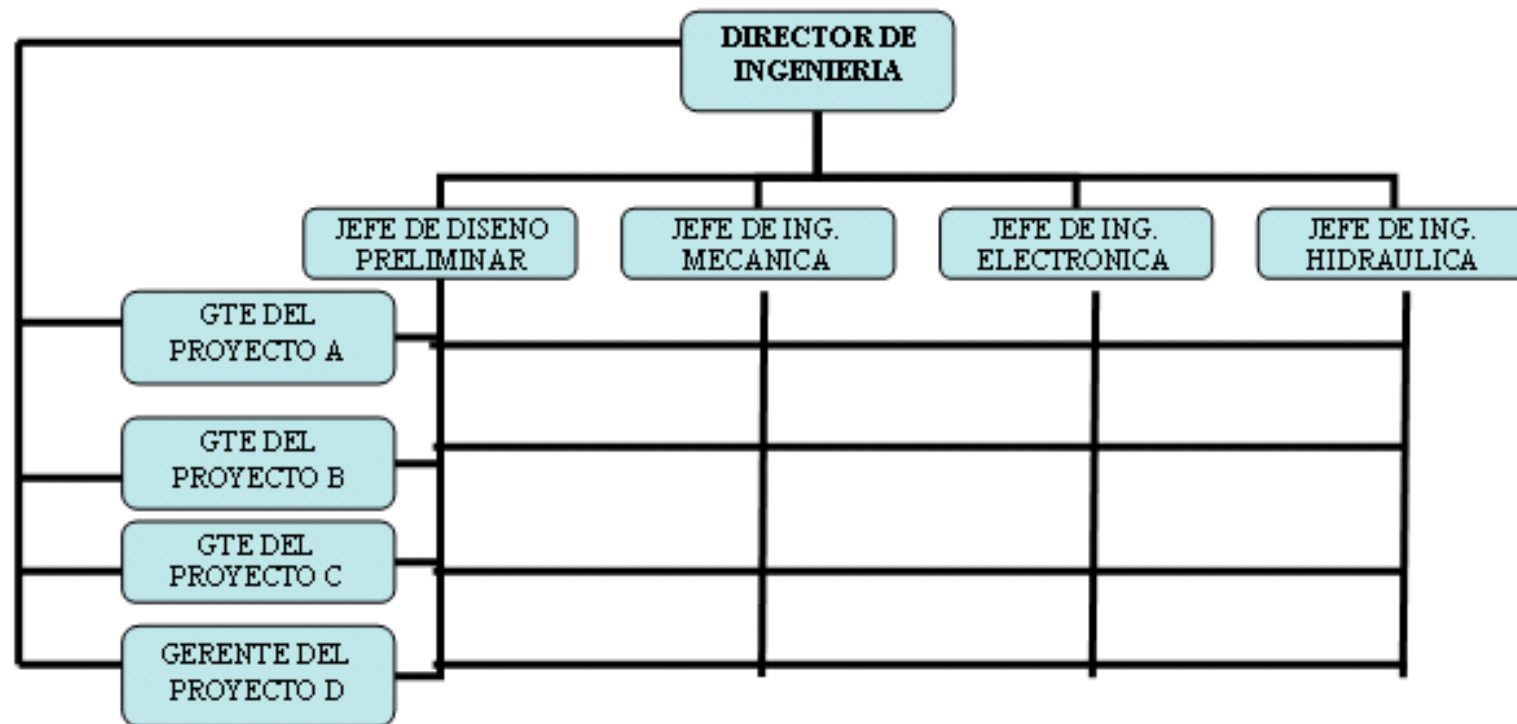 DIRECTOR DE
INGENIERIA
JEFE DE DISENO
PRELIMINAR
JEFE DE ING.
MECANICA
JEFE DE ING.
ELECTRONICA
JEFE DE ING.
HIDRAULICA
GTE DEL
PROYECTO A
GTE DEL
PROYECTO B
GTE DEL
PROYECTO C
GERENTE DEL
PROYECTO D